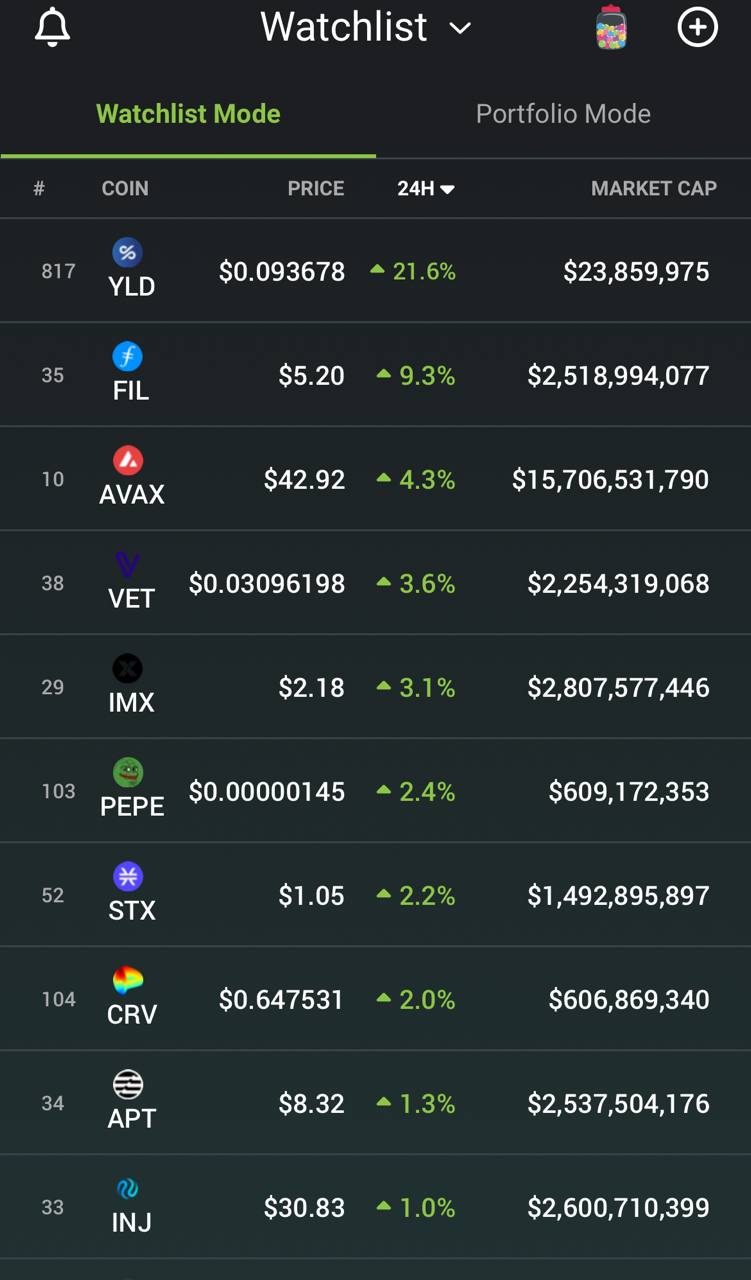 Watchlist
Watchlist Mode Portfolio Mode
# COIN PRICE 24H MARKET CAP
817 YLD $0.093678 21.6% $23,859,975
35 FIL $5.20 9.3% $2,518,994,077
10 AVAX $42.92 4.3% $15,706,531,790
38 VET $0.03096198 3.6% $2,254,319,068
29 IMX $2.18 3.1% $2,807,577,446
103 PEPE $0.00000145 2.4% $609,172,353
52 STX $1.05 2.2% $1,492,895,897
104 CRV $0.647531 2.0% $606,869,340
34 APT $8.32 1.3% $2,537,504,176
33 INJ $30.83 1.0% $2,600,710,399